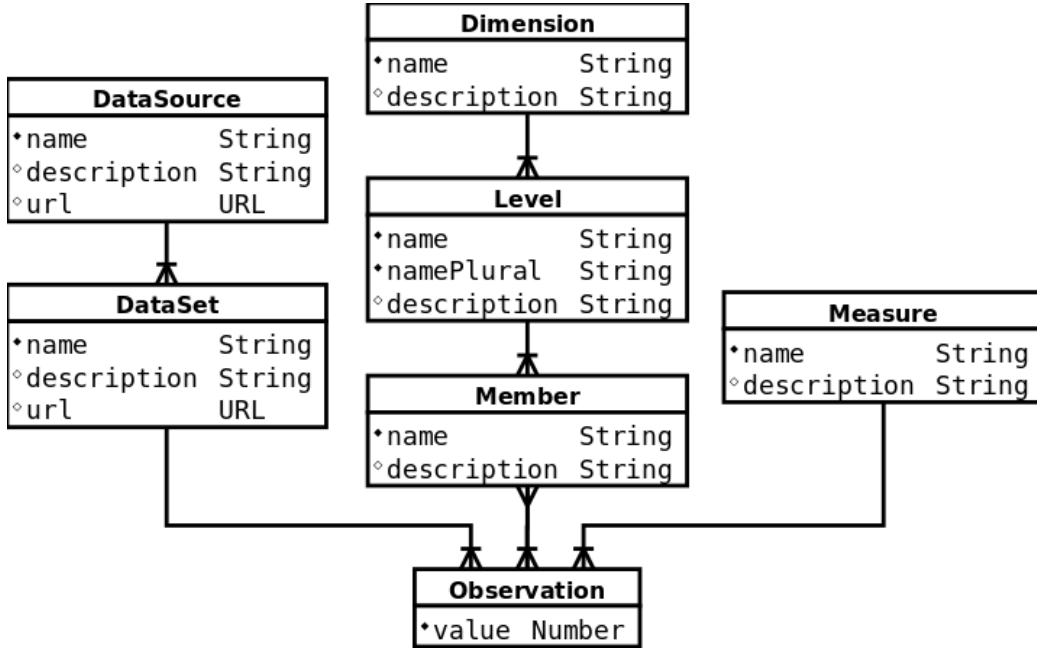 Dimension
name String
description String
DataSource
name String
description String
url URL
Level
name String
namePlural String
description String
DataSet
name String
description String
url URL
Measure
name String
description String
Member
name String
description String
Observation
value Number